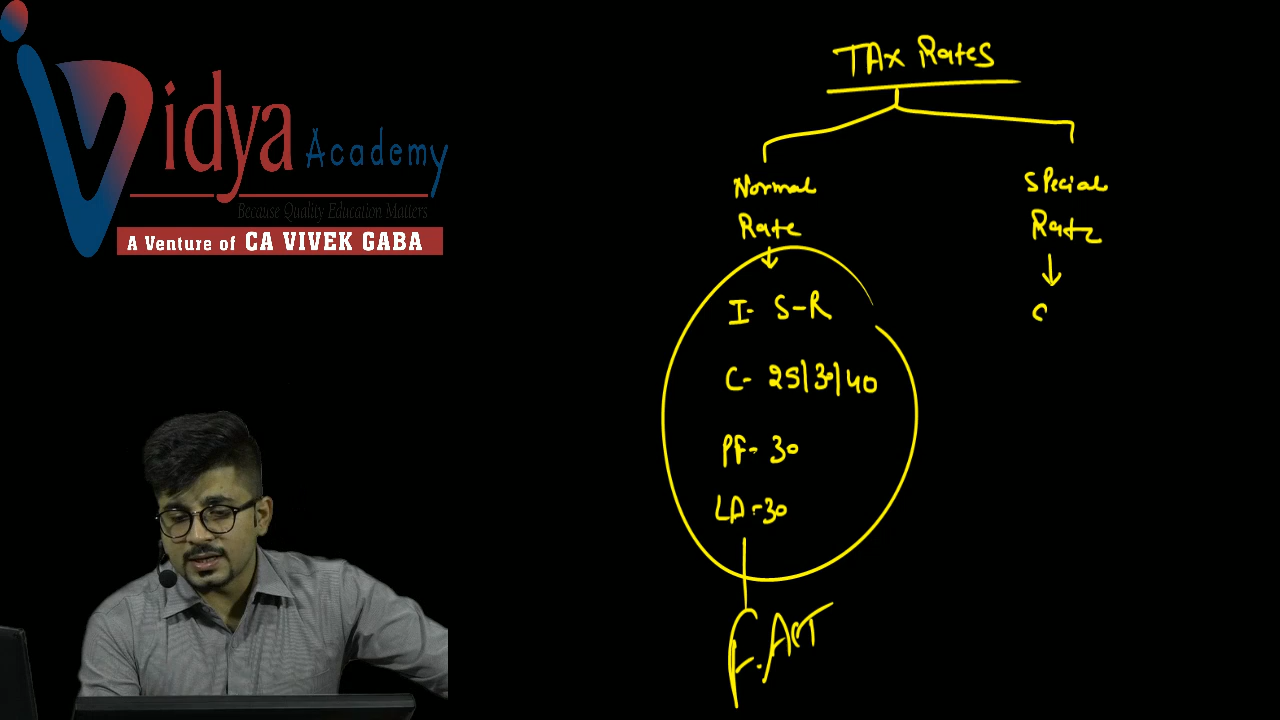 Vidya Academy
Because Quality Education Matters
A Venture of CA VIVEK GABA
TAx Rates
Normal
Rate
Special
Rate
I- S-R
C
C- 25|30|40
PF- 30
LA-30
F. ACT